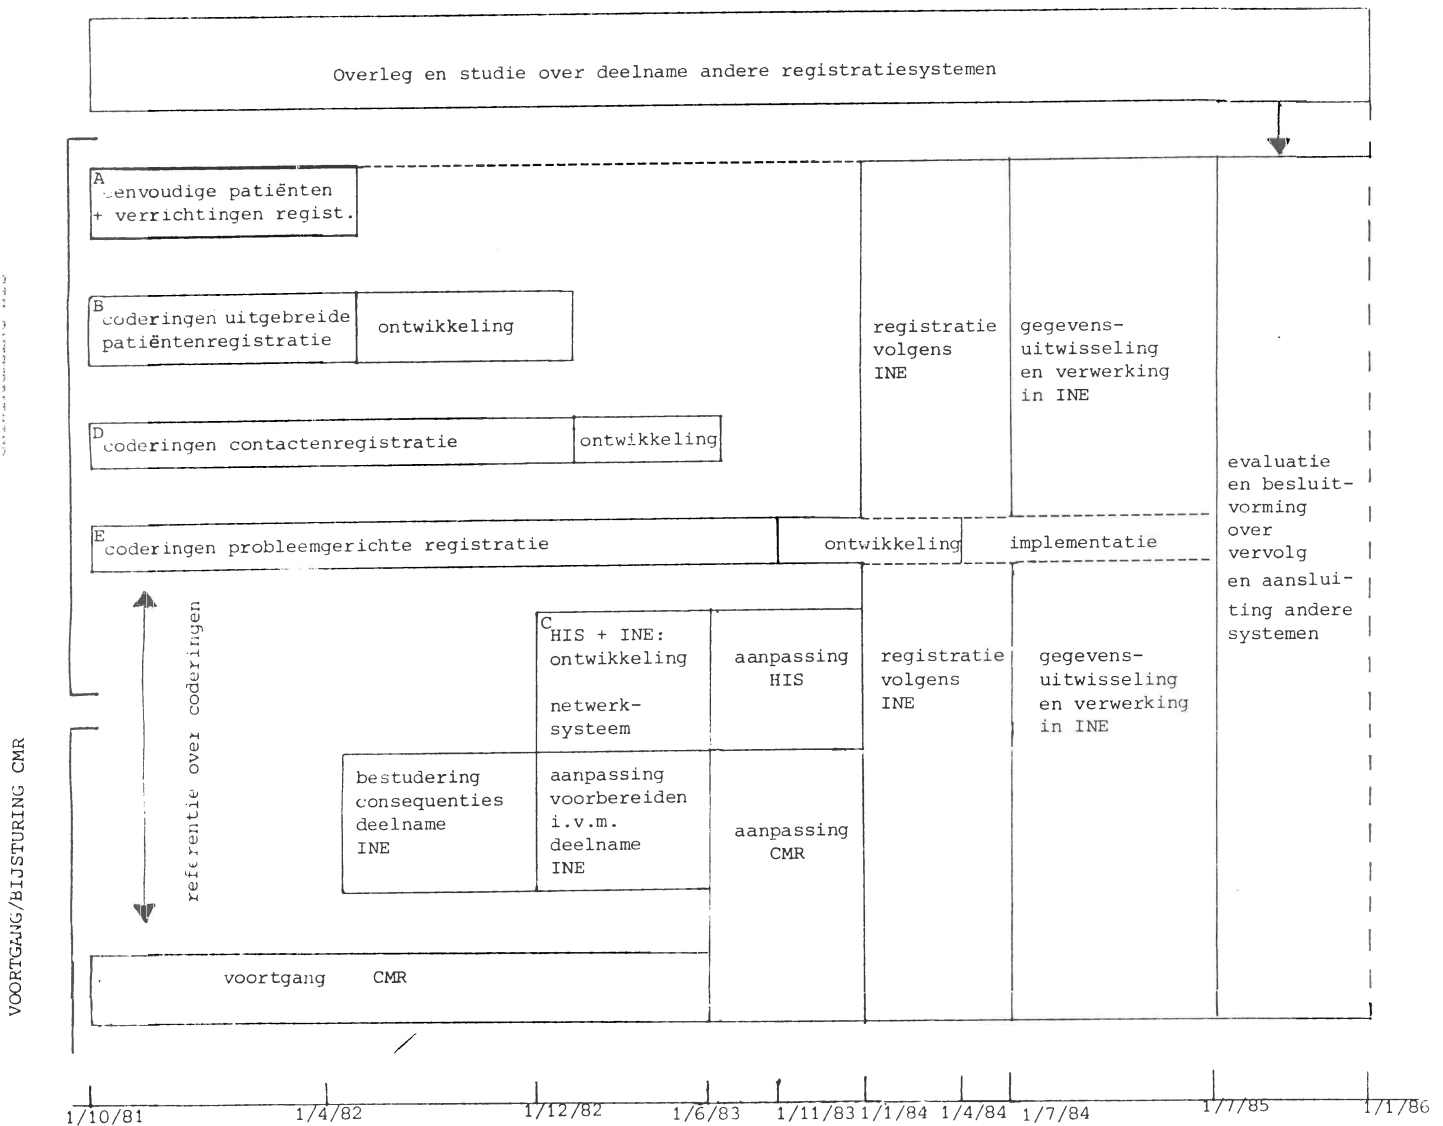 Overleg en studie over deelname andere registratiesystemen
A
eenvoudige patiënten
+ verrichtingen regist.
B
coderingen uitgebreide
patiëntenregistratie
ontwikkeling
registratie
volgens
INE
gegevens-
uitwisseling
en verwerking
in INE
D
coderingen contactenregistratie
ontwikkeling
evaluatie
en besluit-
vorming
over
vervolg
en aanslui-
ting andere
systemen
E
coderingen probleemgerichte registratie
ontwikkeling
implementatie
referentie over coderingen
C
HIS + INE:
ontwikkeling
netwerk-
systeem
aanpassing
HIS
registratie
volgens
INE
gegevens-
uitwisseling
en verwerking
in INE
bestudering
consequenties
deelname
INE
aanpassing
voorbereiden
i.v.m.
deelname
INE
aanpassing
CMR
VOORTGANG/BIJSTURING CMR
voortgang CMR
1/10/81 1/4/82 1/12/82 1/6/83 1/11/83 1/1/84 1/4/84 1/7/84 1/7/85 1/1/86